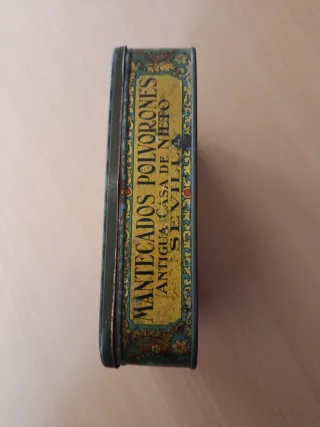 MANTECADOS POLVORONES
ANTIGUA CASA DE NIETO
SEVILLA